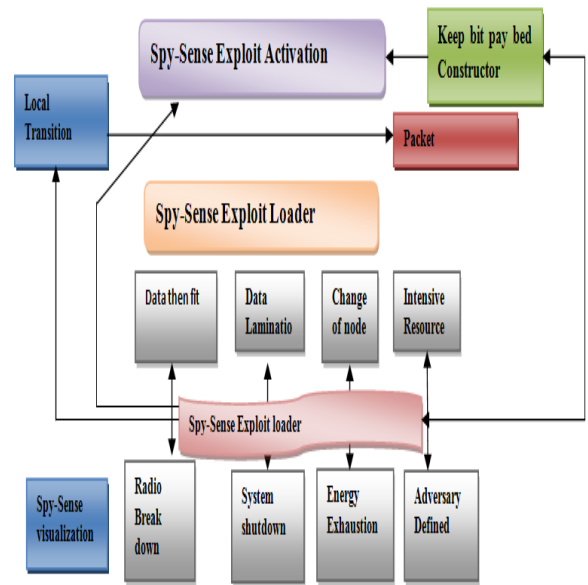 Spy-Sense Exploit Activation
Keep bit pay bed
Constructor
Local
Transition
Packet
Spy-Sense Exploit Loader
Data then fit
Data
Laminatio
Change
of node
Intensive
Resource
Spy-Sense Exploit loader
Radio
Break
down
System
shutdown
Energy
Exhaustion
Adversary
Defined
Spy-Sense
visualization